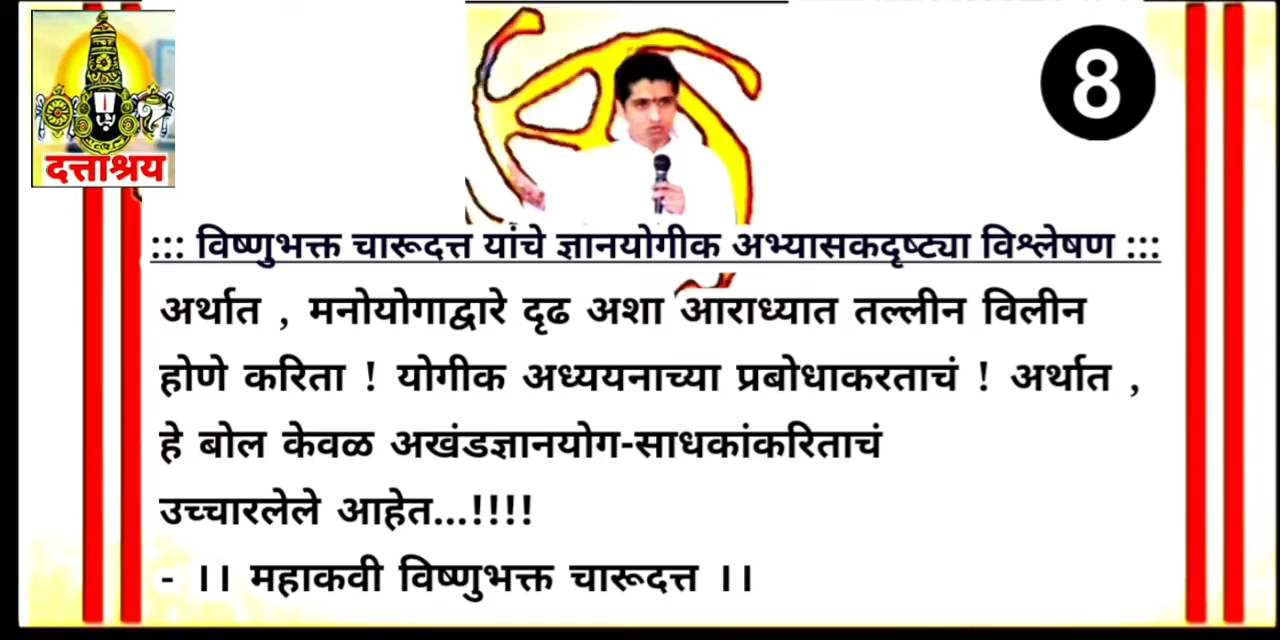 दत्ताश्रय
8
::: विष्णुभक्त चारूदत्त यांचे ज्ञानयोगीक अभ्यासकदृष्ट्या विश्लेषण :::
अर्थात , मनोयोगाद्वारे दृढ अशा आराध्यात तल्लीन विलीन
होणे करिता ! योगीक अध्ययनाच्या प्रबोधाकरताचं ! अर्थात ,
हे बोल केवळ अखंडज्ञानयोग-साधकांकरिताचं
उच्चारलेले आहेत...!!!!
- ।। महाकवी विष्णुभक्त चारूदत्त ।।